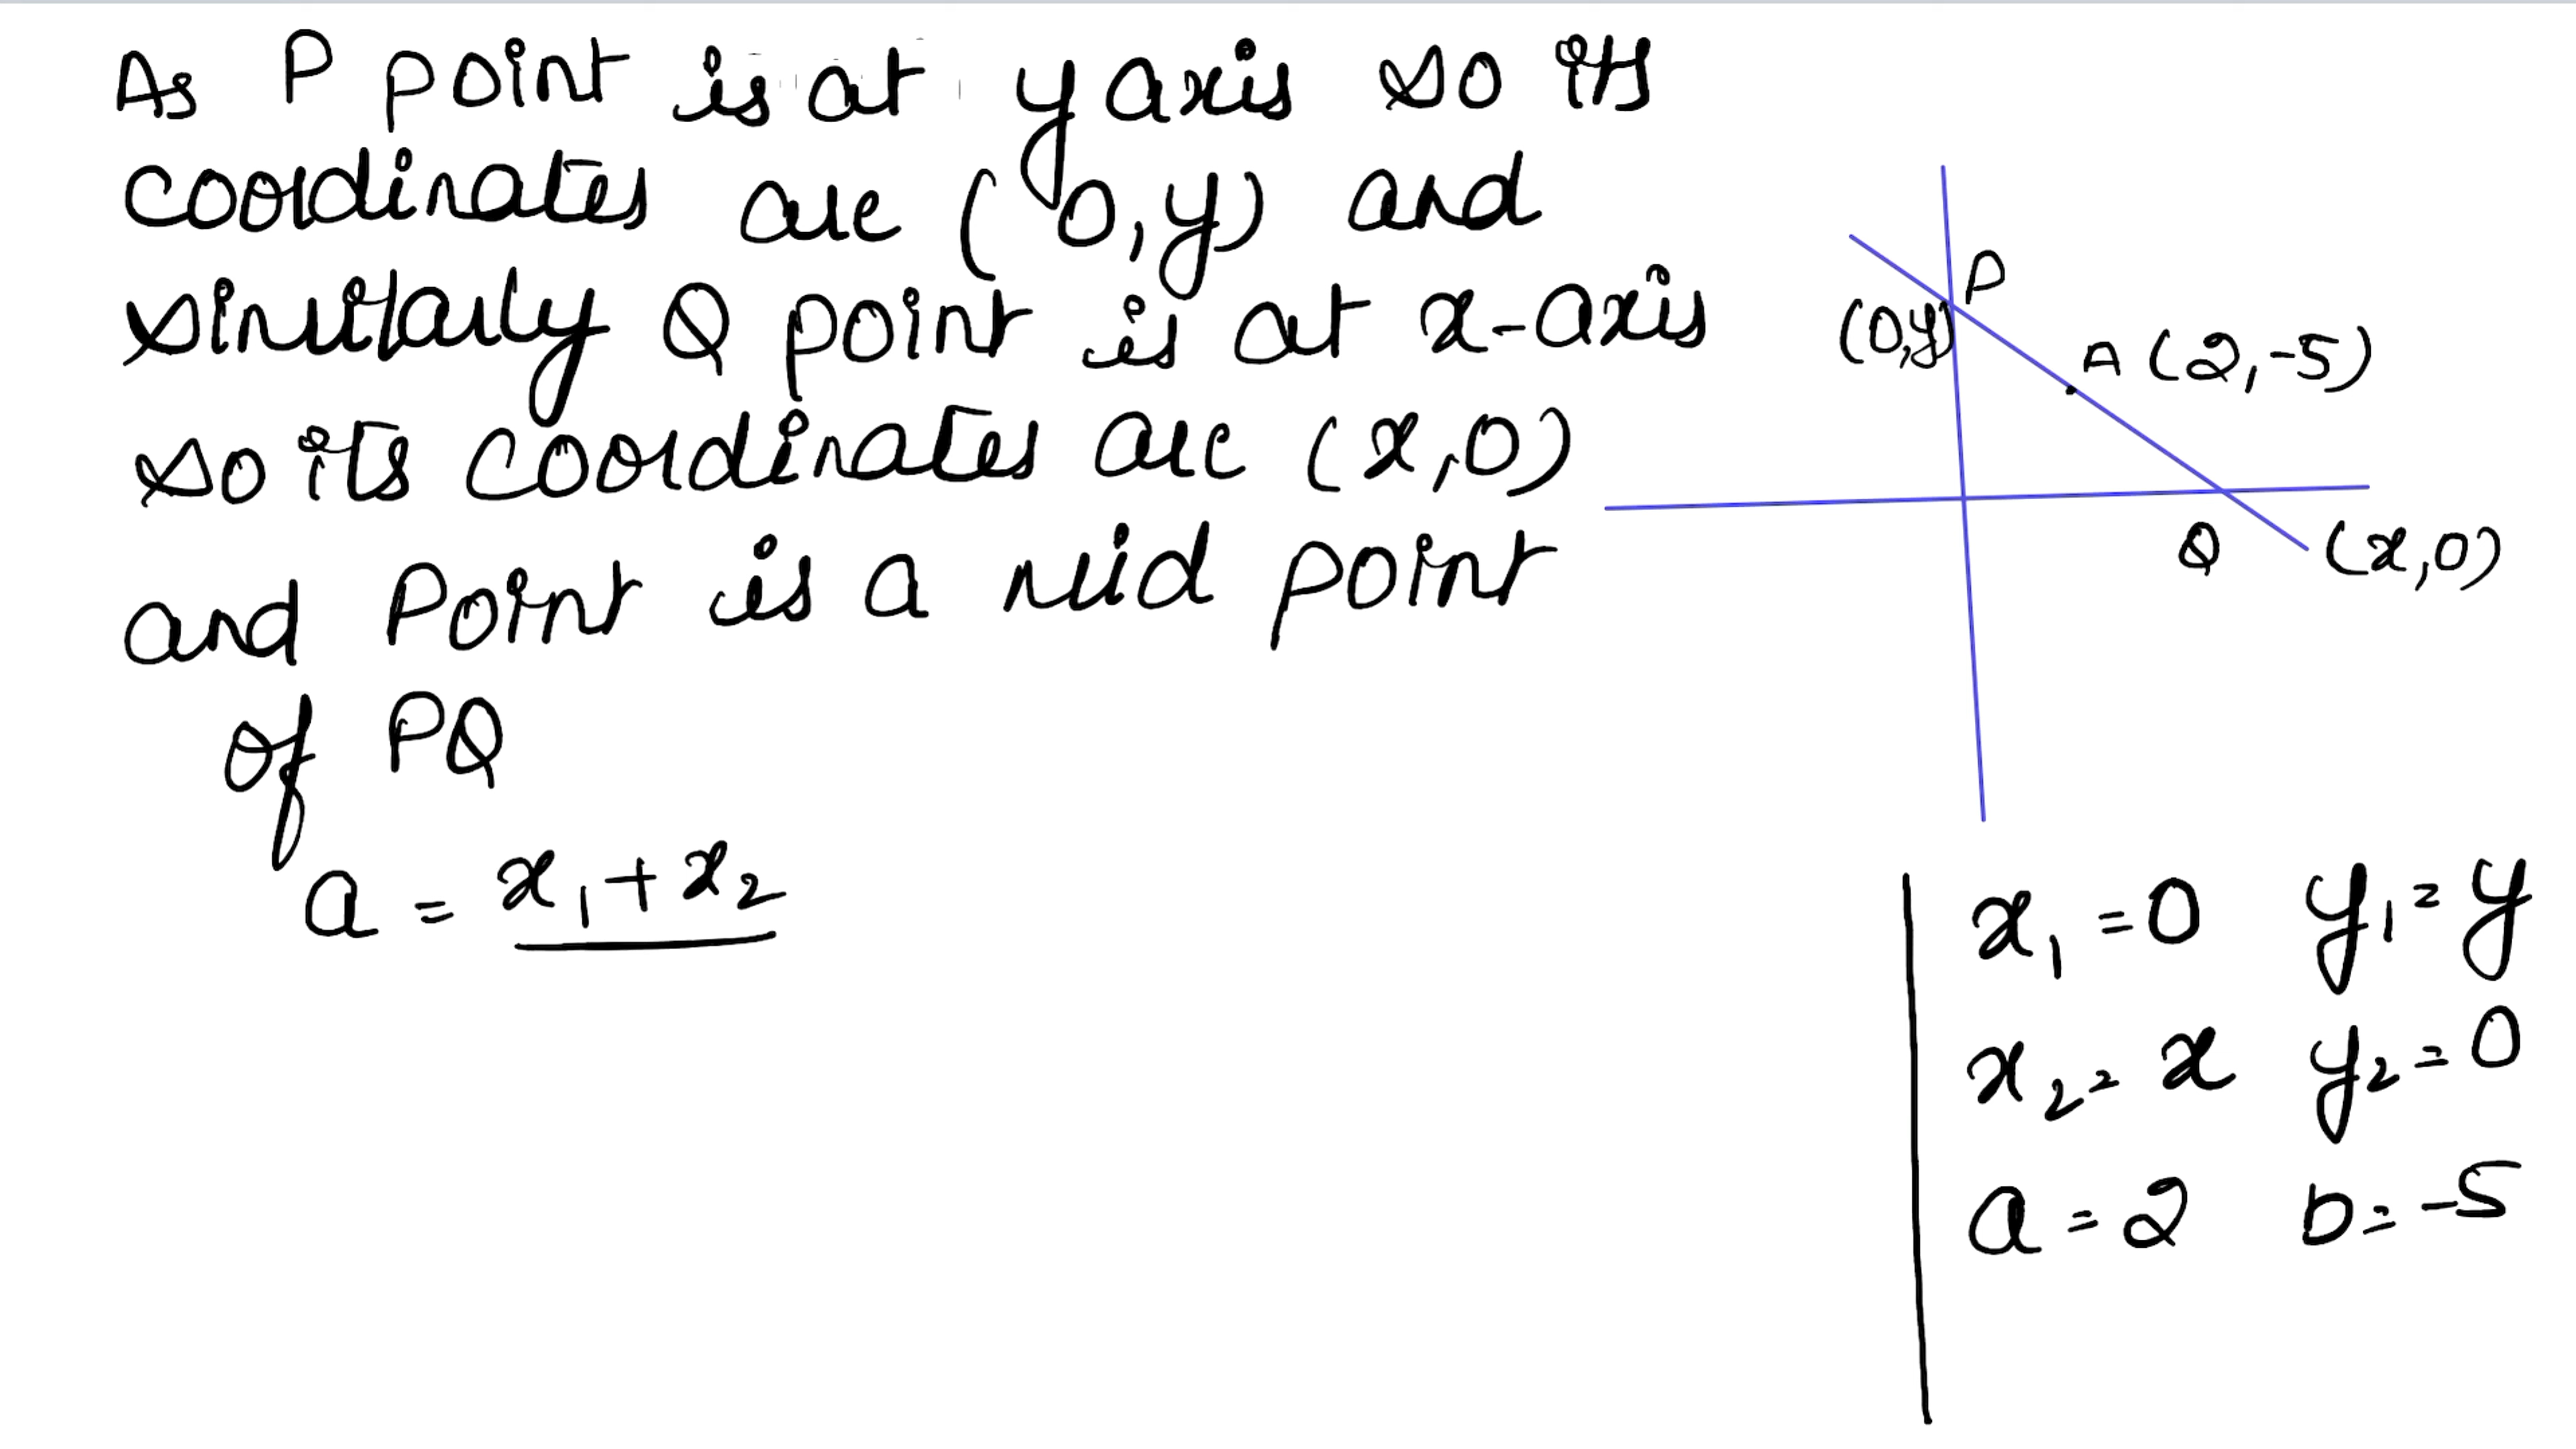 As P point is at y axis so its
coordinates are (0,y) and
similarly Q point is at x-axis
so its coordinates are (x,0)
and Point is a mid point
of PQ
a = x₁+x₂
P
(0,y)
A (2,-5)
Q (x,0)
x₁ =0 y₁= y
x₂= x y₂=0
a = 2 b= -5